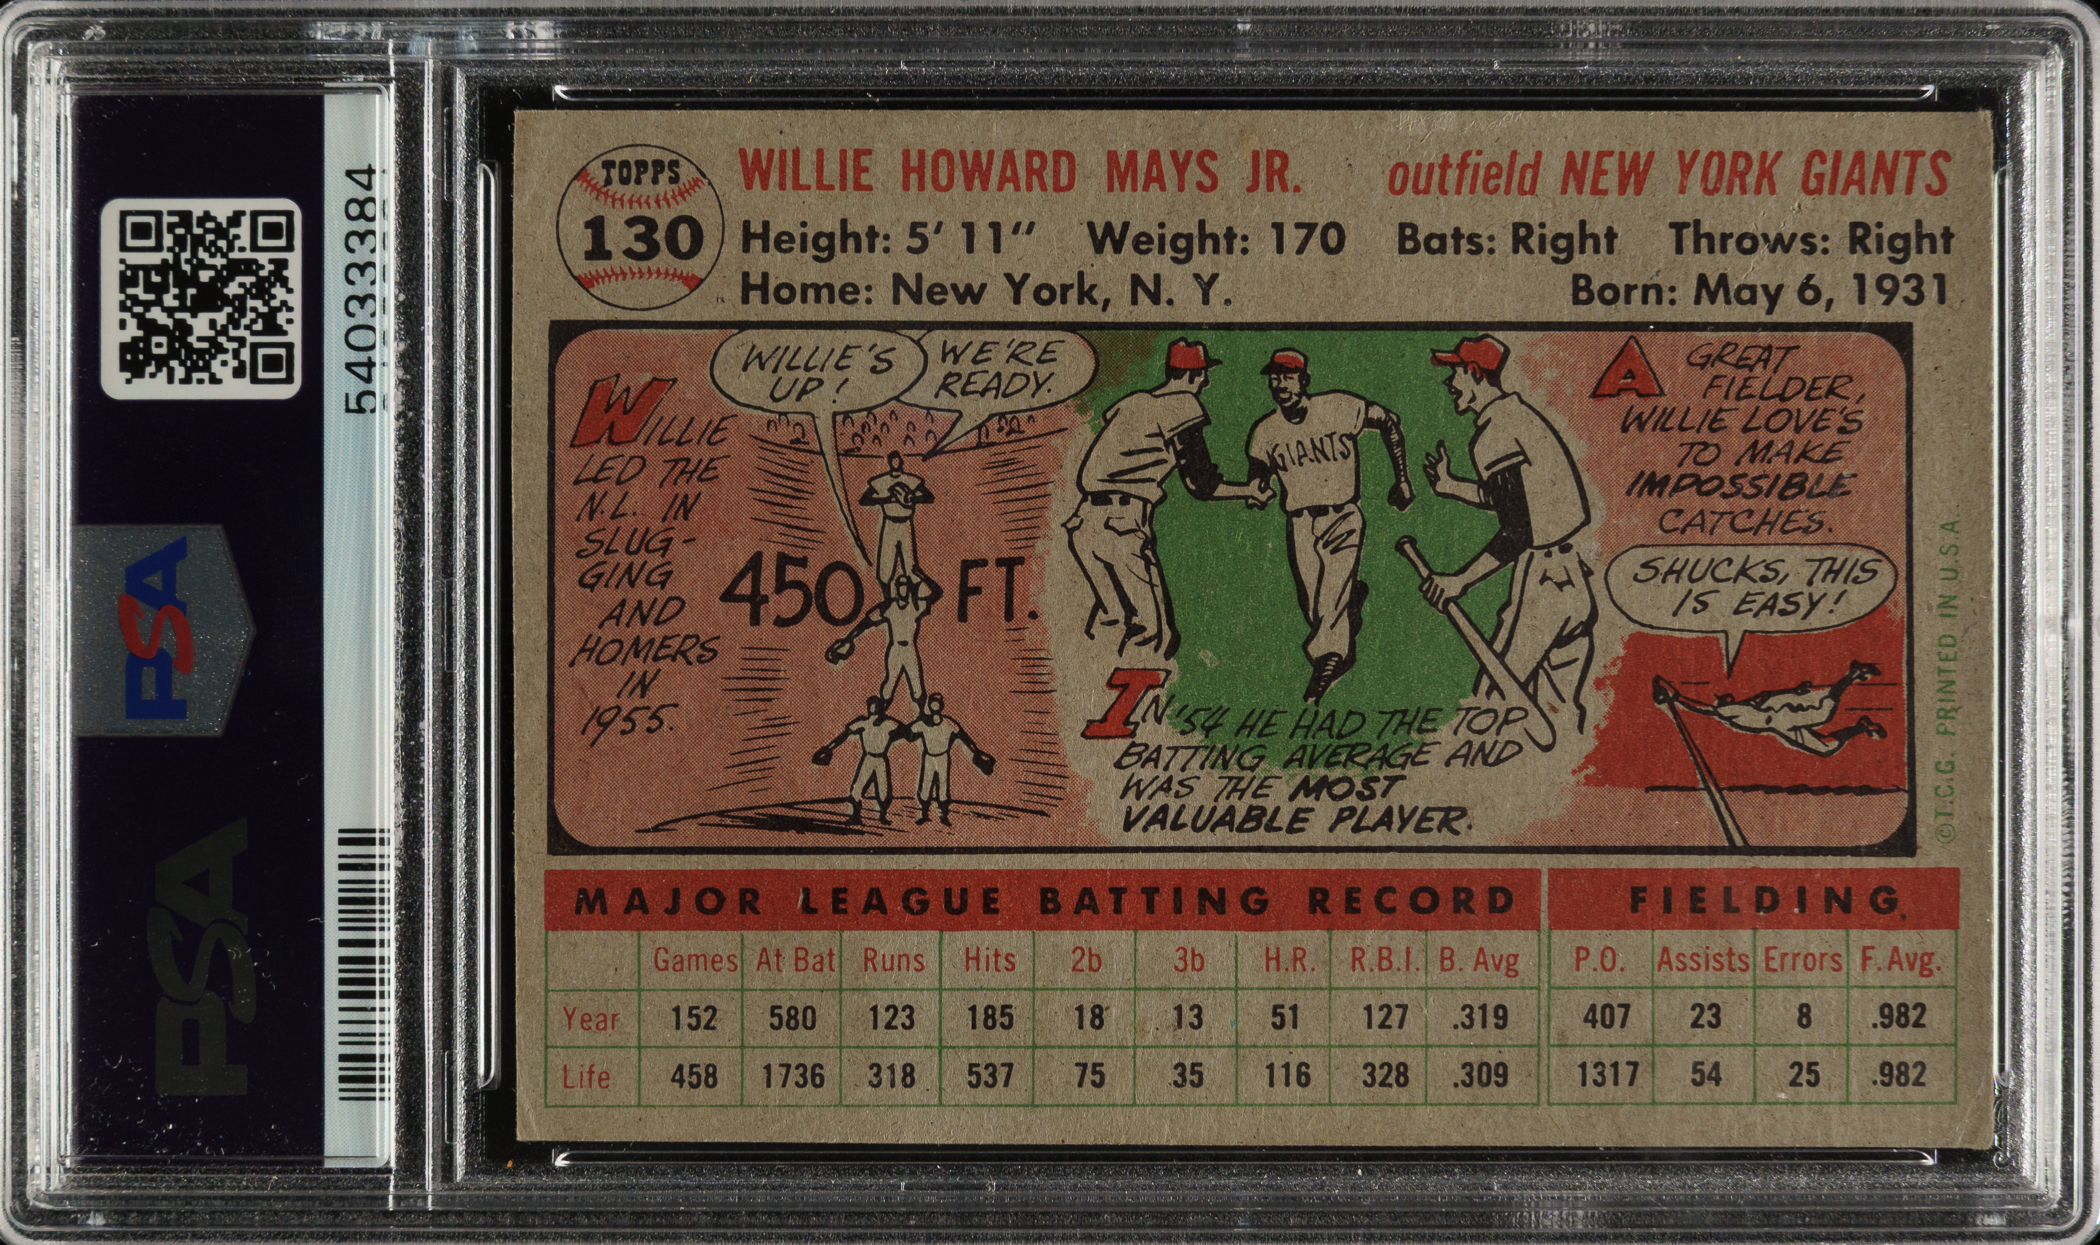 54033384
PSA
PSA
TOPPS
130
WILLIE HOWARD MAYS JR. outfield NEW YORK GIANTS
Height: 5' 11" Weight: 170 Bats: Right Throws: Right
Home: New York, N. Y. Born: May 6, 1931
WILLIE
LED THE
N.L. IN
SLUG-
GING
AND
HOMERS
IN
1955.
WILLIE'S
UP!
WE'RE
READY.
450 FT.
GIANTS
IN '54 HE HAD THE TOP
BATTING AVERAGE AND
WAS THE MOST
VALUABLE PLAYER.
A GREAT
FIELDER,
WILLIE LOVE'S
TO MAKE
IMPOSSIBLE
CATCHES.
SHUCKS, THIS
IS EASY!
©T.C.G. PRINTED IN U.S.A.
MAJOR LEAGUE BATTING RECORD FIELDING
Games At Bat Runs Hits 2b 3b H.R. R.B.I. B. Avg P.O. Assists Errors F. Avg.
Year 152 580 123 185 18 13 51 127 .319 407 23 8 .982
Life 458 1736 318 537 75 35 116 328 .309 1317 54 25 .982